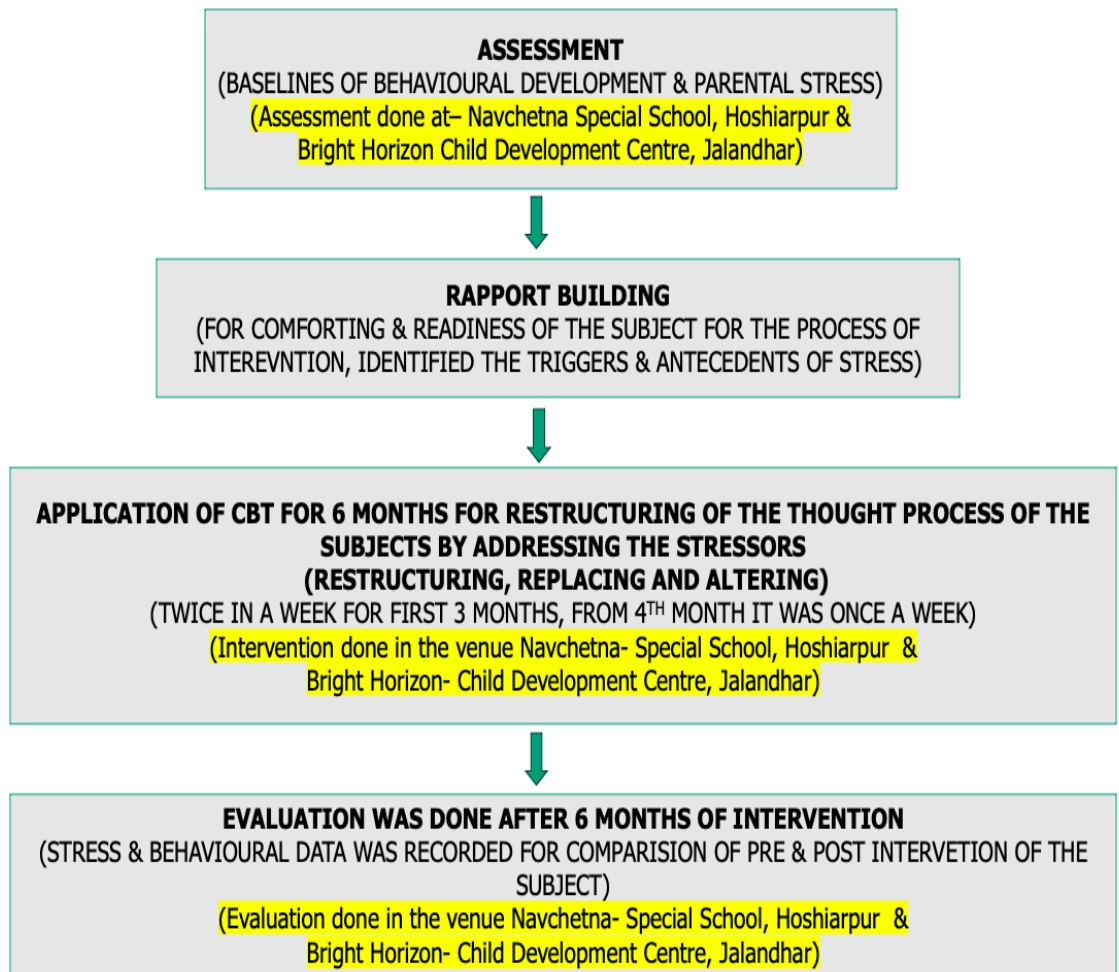 ASSESSMENT
(BASELINES OF BEHAVIOURAL DEVELOPMENT & PARENTAL STRESS)
(Assessment done at– Navchetna Special School, Hoshiarpur &
Bright Horizon Child Development Centre, Jalandhar)
RAPPORT BUILDING
(FOR COMFORTING & READINESS OF THE SUBJECT FOR THE PROCESS OF
INTEREVNTION, IDENTIFIED THE TRIGGERS & ANTECEDENTS OF STRESS)
APPLICATION OF CBT FOR 6 MONTHS FOR RESTRUCTURING OF THE THOUGHT PROCESS OF THE
SUBJECTS BY ADDRESSING THE STRESSORS
(RESTRUCTURING, REPLACING AND ALTERING)
(TWICE IN A WEEK FOR FIRST 3 MONTHS, FROM 4TH MONTH IT WAS ONCE A WEEK)
(Intervention done in the venue Navchetna- Special School, Hoshiarpur &
Bright Horizon- Child Development Centre, Jalandhar)
EVALUATION WAS DONE AFTER 6 MONTHS OF INTERVENTION
(STRESS & BEHAVIOURAL DATA WAS RECORDED FOR COMPARISION OF PRE & POST INTERVETION OF THE
SUBJECT)
(Evaluation done in the venue Navchetna- Special School, Hoshiarpur &
Bright Horizon- Child Development Centre, Jalandhar)